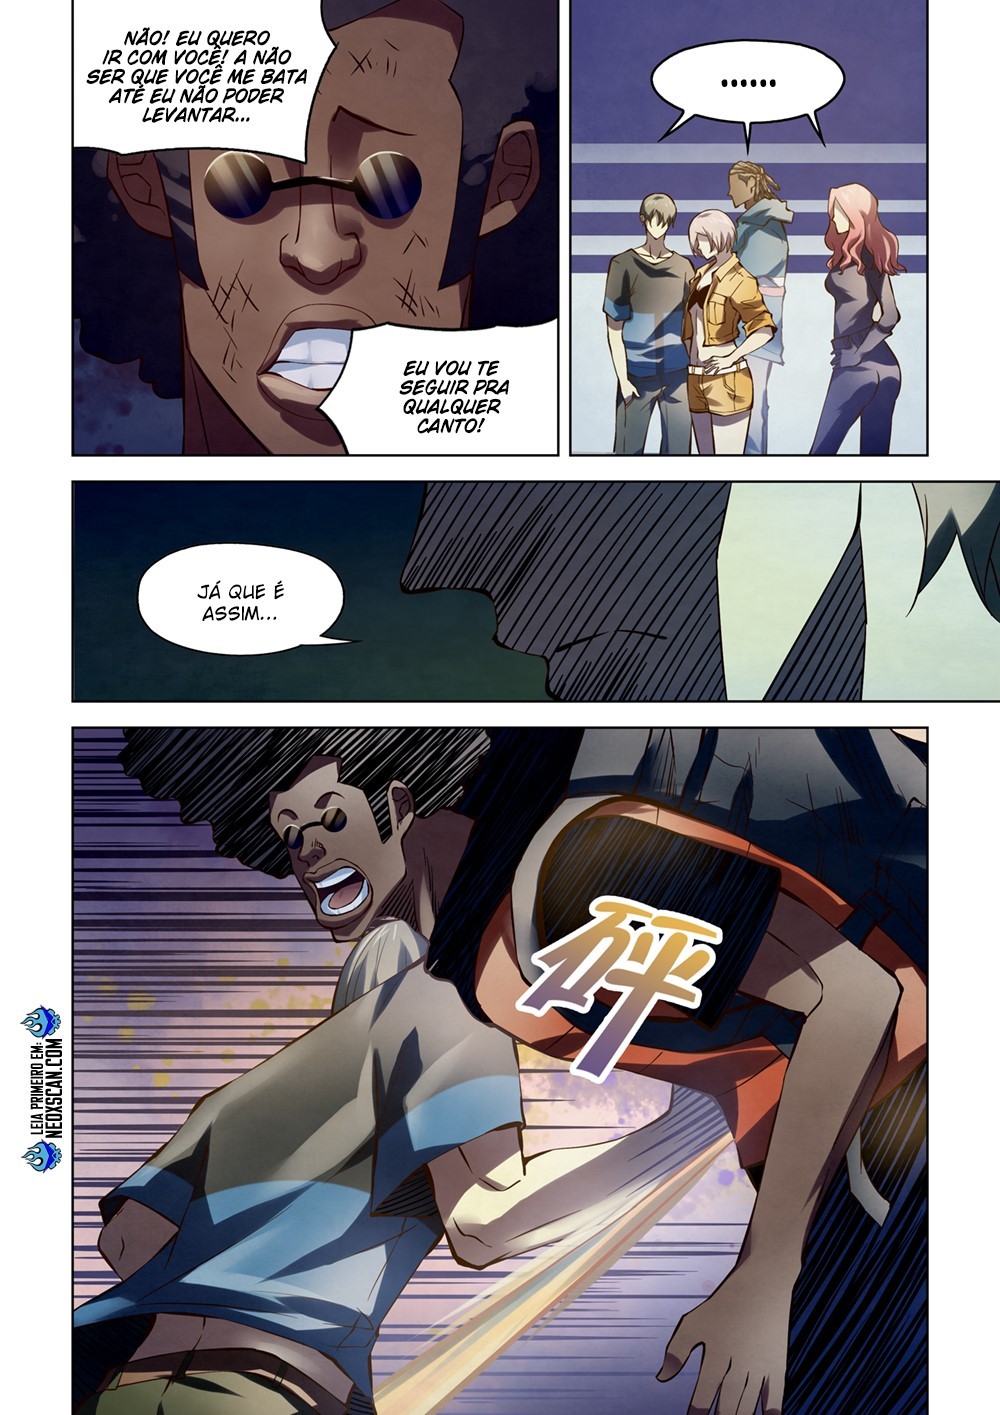 NÃO! EU QUERO
IR COM VOCÊ! A NÃO
SER QUE VOCÊ ME BATA
ATÉ EU NÃO PODER
LEVANTAR...
......
EU VOU TE
SEGUIR PRA
QUALQUER
CANTO!
JÁ QUE É
ASSIM...
砰
LEIA PRIMEIRO EM:
NEOXSCAN.COM